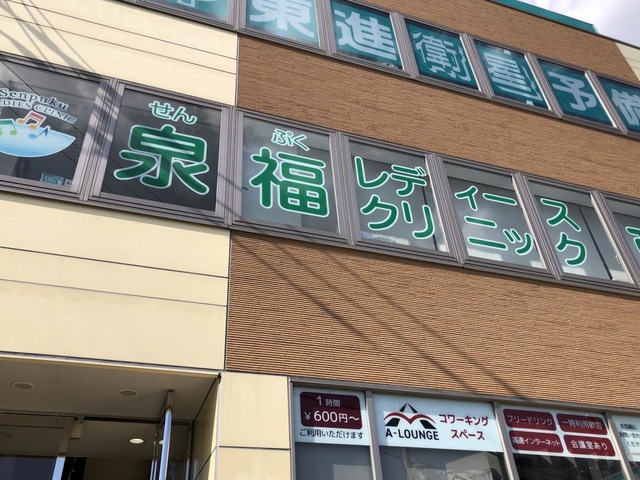 東進衛星予備
Senpuku
LADIES CLINIC
せん ぷく
泉福
レディース
クリニック
1時間
¥600円~
ご利用いただけます
A-LOUNGE
コワーキング
スペース
フリードリンク
一時利用歓迎
高速インターネット
会議室あり